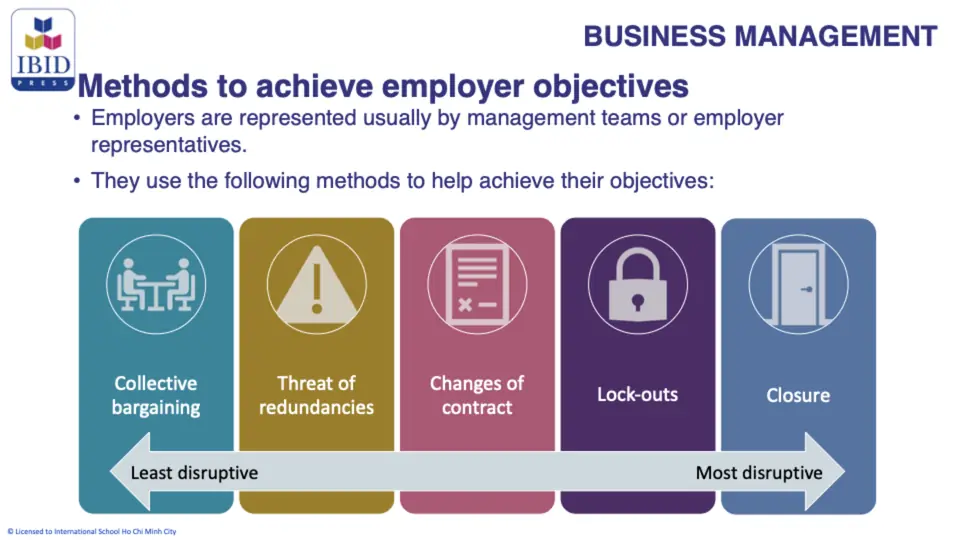 IBID
PRESS
BUSINESS MANAGEMENT
Methods to achieve employer objectives
• Employers are represented usually by management teams or employer
representatives.
• They use the following methods to help achieve their objectives:
Collective
bargaining
Threat of
redundancies
Changes of
contract
Lock-outs
Closure
Least disruptive
Most disruptive
© Licensed to International School Ho Chi Minh City